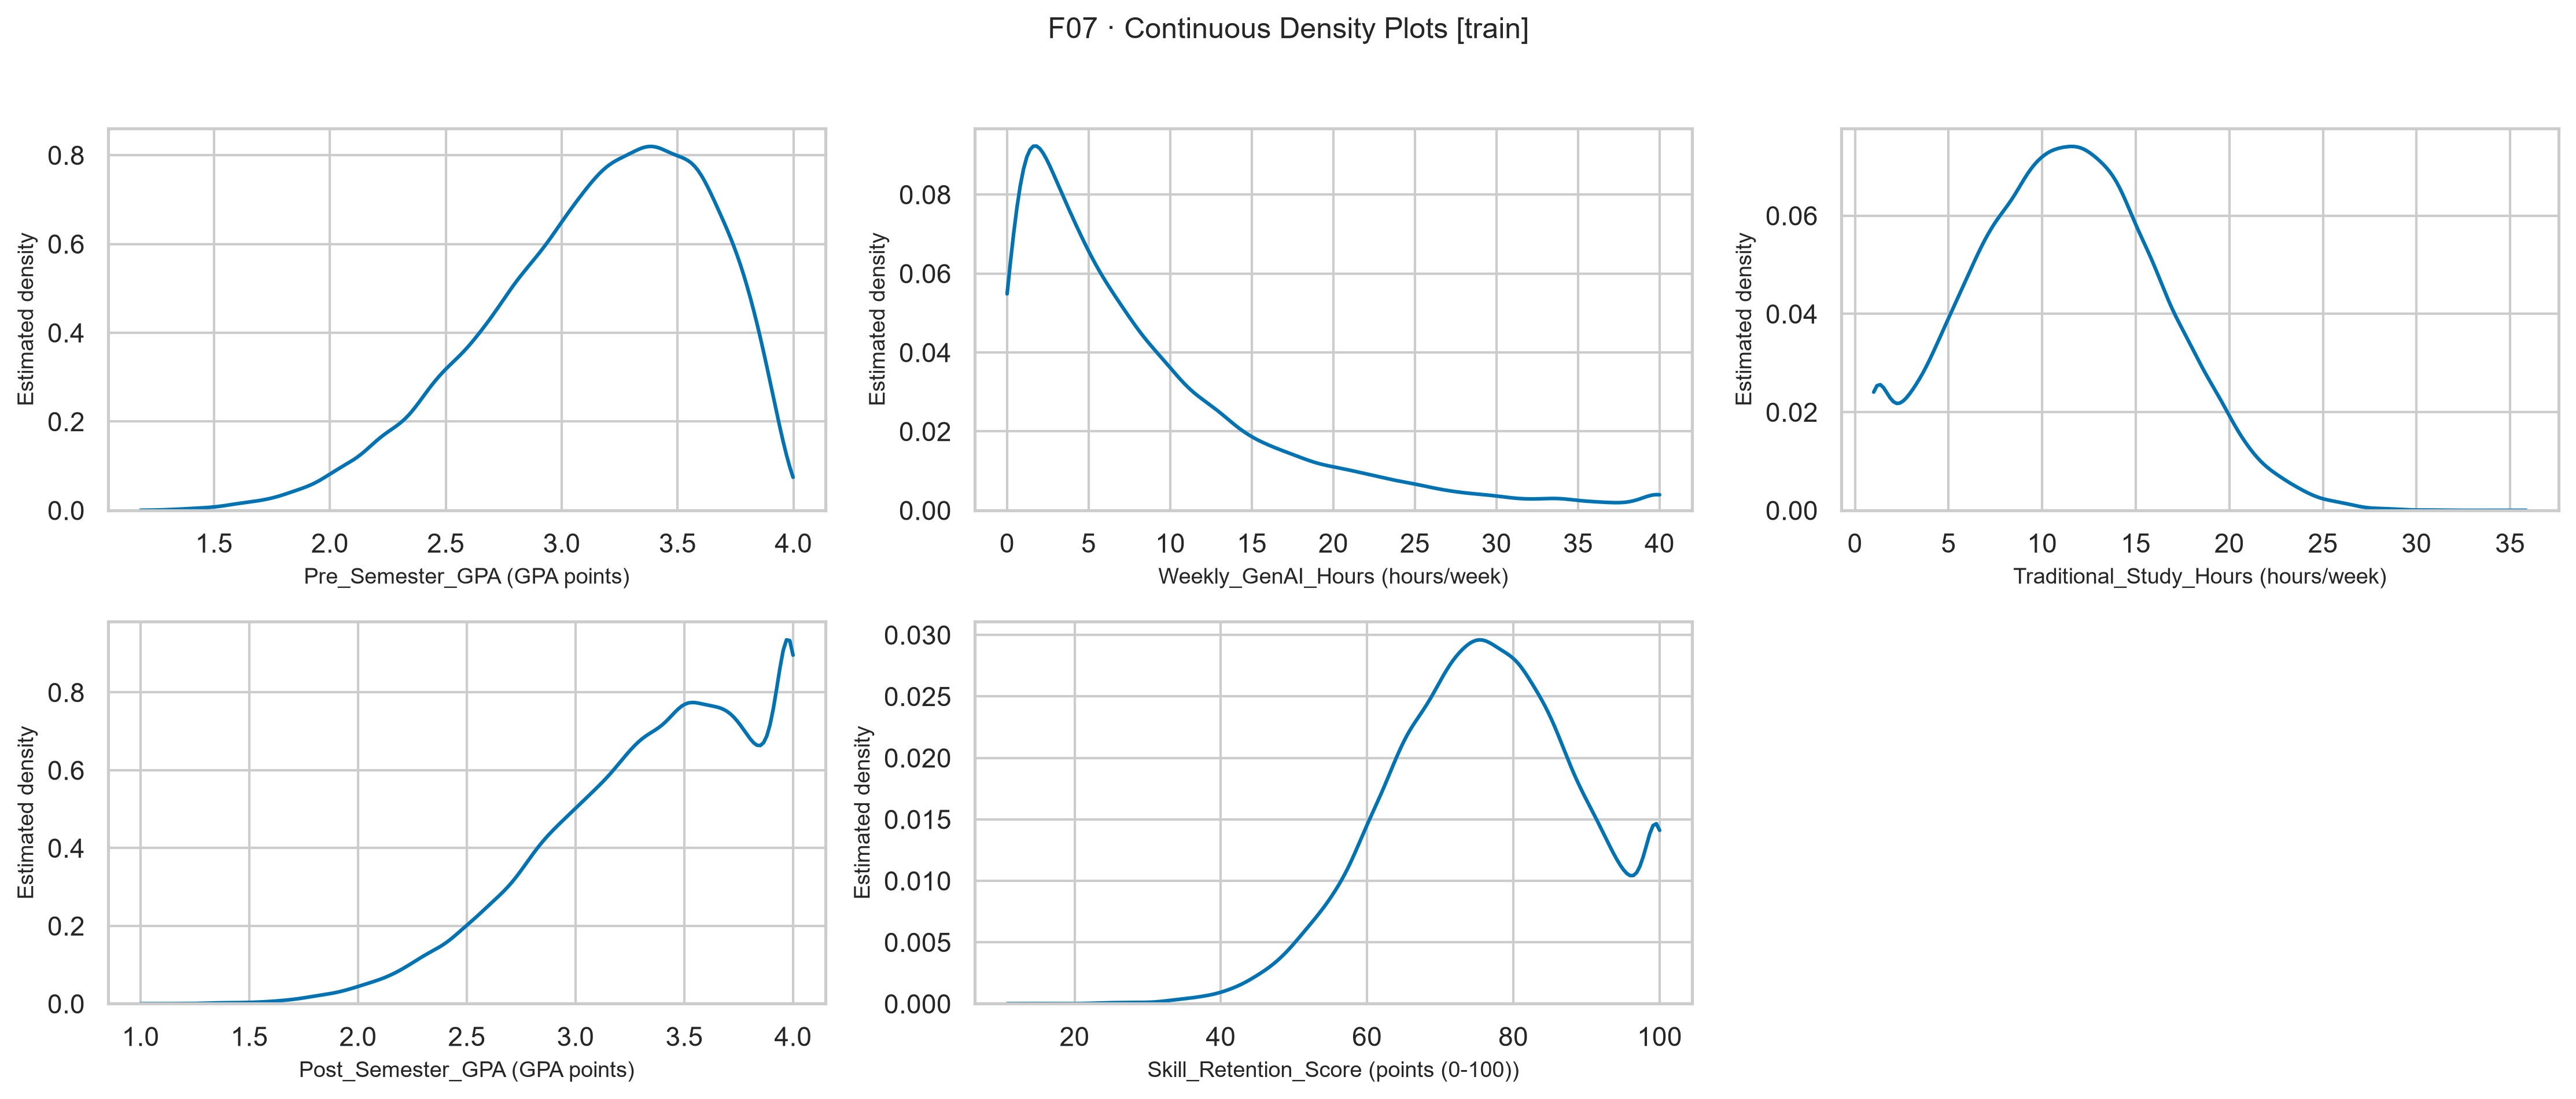 F07 · Continuous Density Plots [train]
Estimated density
0.8
0.6
0.4
0.2
0.0
1.5 2.0 2.5 3.0 3.5 4.0
Pre_Semester_GPA (GPA points)
Estimated density
0.08
0.06
0.04
0.02
0.00
0 5 10 15 20 25 30 35 40
Weekly_GenAI_Hours (hours/week)
Estimated density
0.06
0.04
0.02
0.00
0 5 10 15 20 25 30 35
Traditional_Study_Hours (hours/week)
Estimated density
0.8
0.6
0.4
0.2
0.0
1.0 1.5 2.0 2.5 3.0 3.5 4.0
Post_Semester_GPA (GPA points)
Estimated density
0.030
0.025
0.020
0.015
0.010
0.005
0.000
20 40 60 80 100
Skill_Retention_Score (points (0-100))